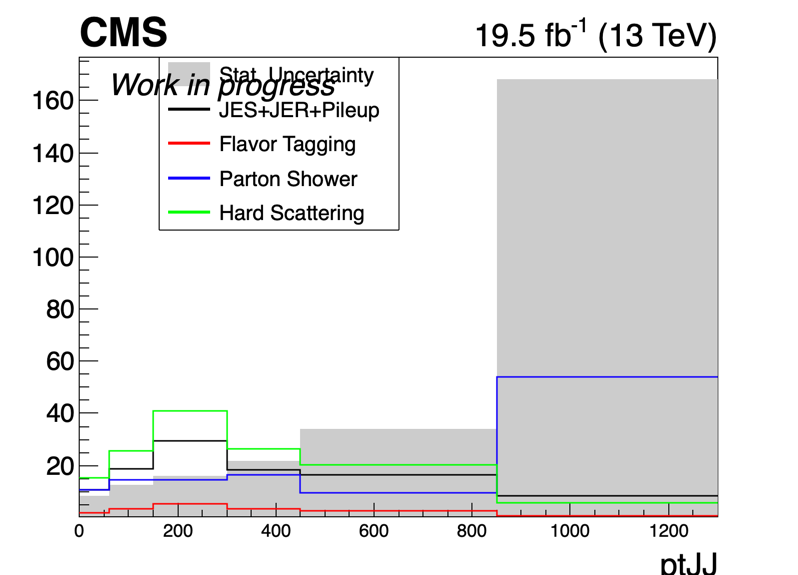 CMS 19.5 fb⁻¹ (13 TeV)
Work in progress
Stat. Uncertainty
JES+JER+Pileup
Flavor Tagging
Parton Shower
Hard Scattering
160
140
120
100
80
60
40
20
0 200 400 600 800 1000 1200
ptJJ